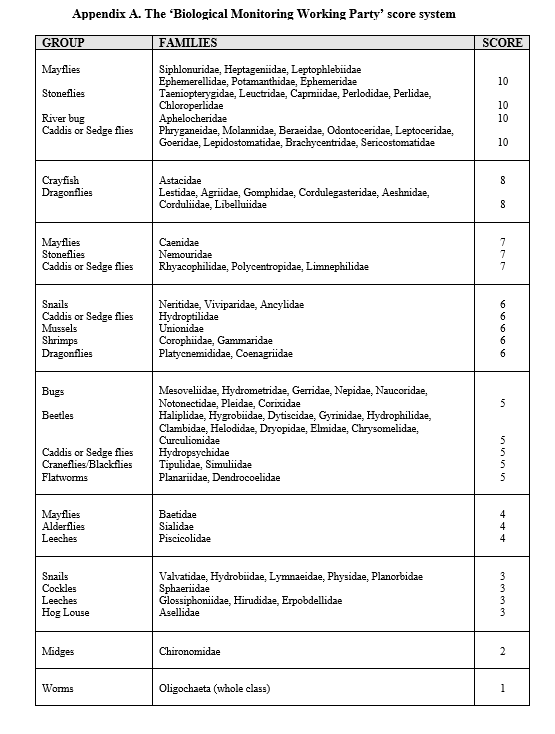 Appendix A. The ‘Biological Monitoring Working Party’ score system
GROUP FAMILIES SCORE
Mayflies Siphlonuridae, Heptageniidae, Leptophlebiidae
Ephemerellidae, Potamanthidae, Ephemeridae 10
Stoneflies Taeniopterygidae, Leuctridae, Capniidae, Perlodidae, Perlidae,
Chloroperlidae 10
River bug Aphelocheridae 10
Caddis or Sedge flies Phryganeidae, Molannidae, Beraeidae, Odontoceridae, Leptoceridae,
Goeridae, Lepidostomatidae, Brachycentridae, Sericostomatidae 10
Crayfish Astacidae 8
Dragonflies Lestidae, Agriidae, Gomphidae, Cordulegasteridae, Aeshnidae,
Corduliidae, Libelluiidae 8
Mayflies Caenidae 7
Stoneflies Nemouridae 7
Caddis or Sedge flies Rhyacophilidae, Polycentropidae, Limnephilidae 7
Snails Neritidae, Viviparidae, Ancylidae 6
Caddis or Sedge flies Hydroptilidae 6
Mussels Unionidae 6
Shrimps Corophiidae, Gammaridae 6
Dragonflies Platycnemididae, Coenagriidae 6
Bugs Mesoveliidae, Hydrometridae, Gerridae, Nepidae, Naucoridae,
Notonectidae, Pleidae, Corixidae 5
Beetles Haliplidae, Hygrobiidae, Dytiscidae, Gyrinidae, Hydrophilidae,
Clambidae, Helodidae, Dryopidae, Elmidae, Chrysomelidae,
Curculionidae 5
Caddis or Sedge flies Hydropsychidae 5
Craneflies/Blackflies Tipulidae, Simuliidae 5
Flatworms Planariidae, Dendrocoelidae 5
Mayflies Baetidae 4
Alderflies Sialidae 4
Leeches Piscicolidae 4
Snails Valvatidae, Hydrobiidae, Lymnaeidae, Physidae, Planorbidae 3
Cockles Sphaeriidae 3
Leeches Glossiphoniidae, Hirudidae, Erpobdellidae 3
Hog Louse Asellidae 3
Midges Chironomidae 2
Worms Oligochaeta (whole class) 1